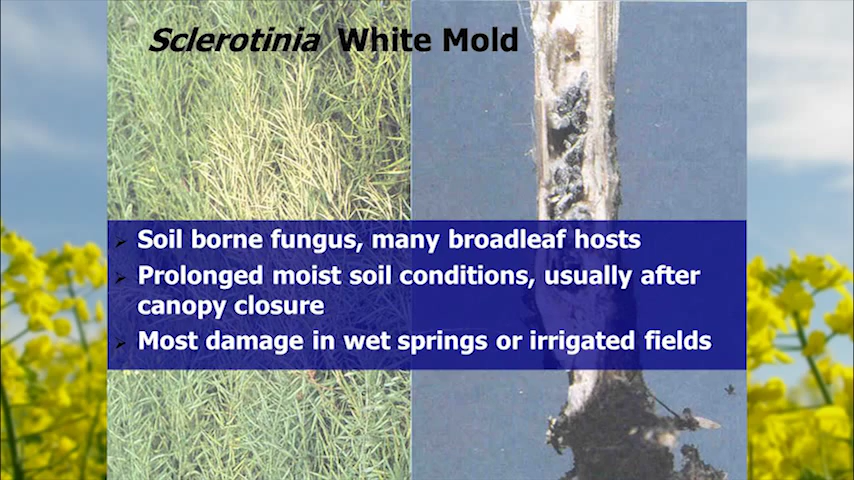 Sclerotinia White Mold
Soil borne fungus, many broadleaf hosts
Prolonged moist soil conditions, usually after
canopy closure
Most damage in wet springs or irrigated fields